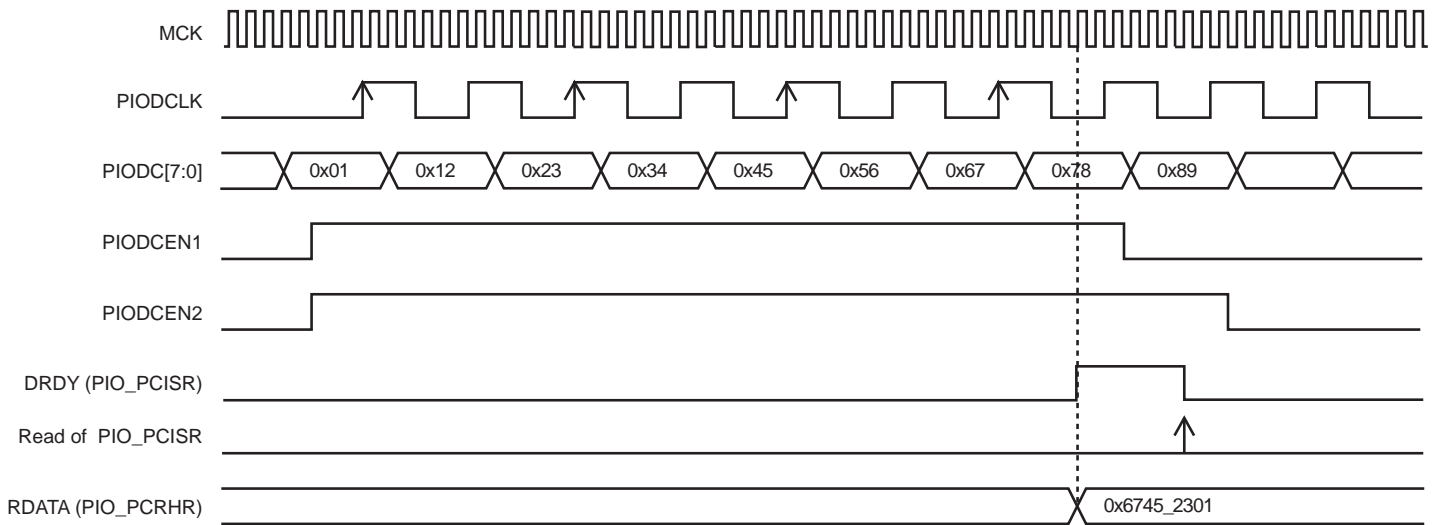 MCK
PIODCLK
PIODC[7:0] 0x01 0x12 0x23 0x34 0x45 0x56 0x67 0x78 0x89
PIODCEN1
PIODCEN2
DRDY (PIO_PCISR)
Read of PIO_PCISR
RDATA (PIO_PCRHR) 0x6745_2301